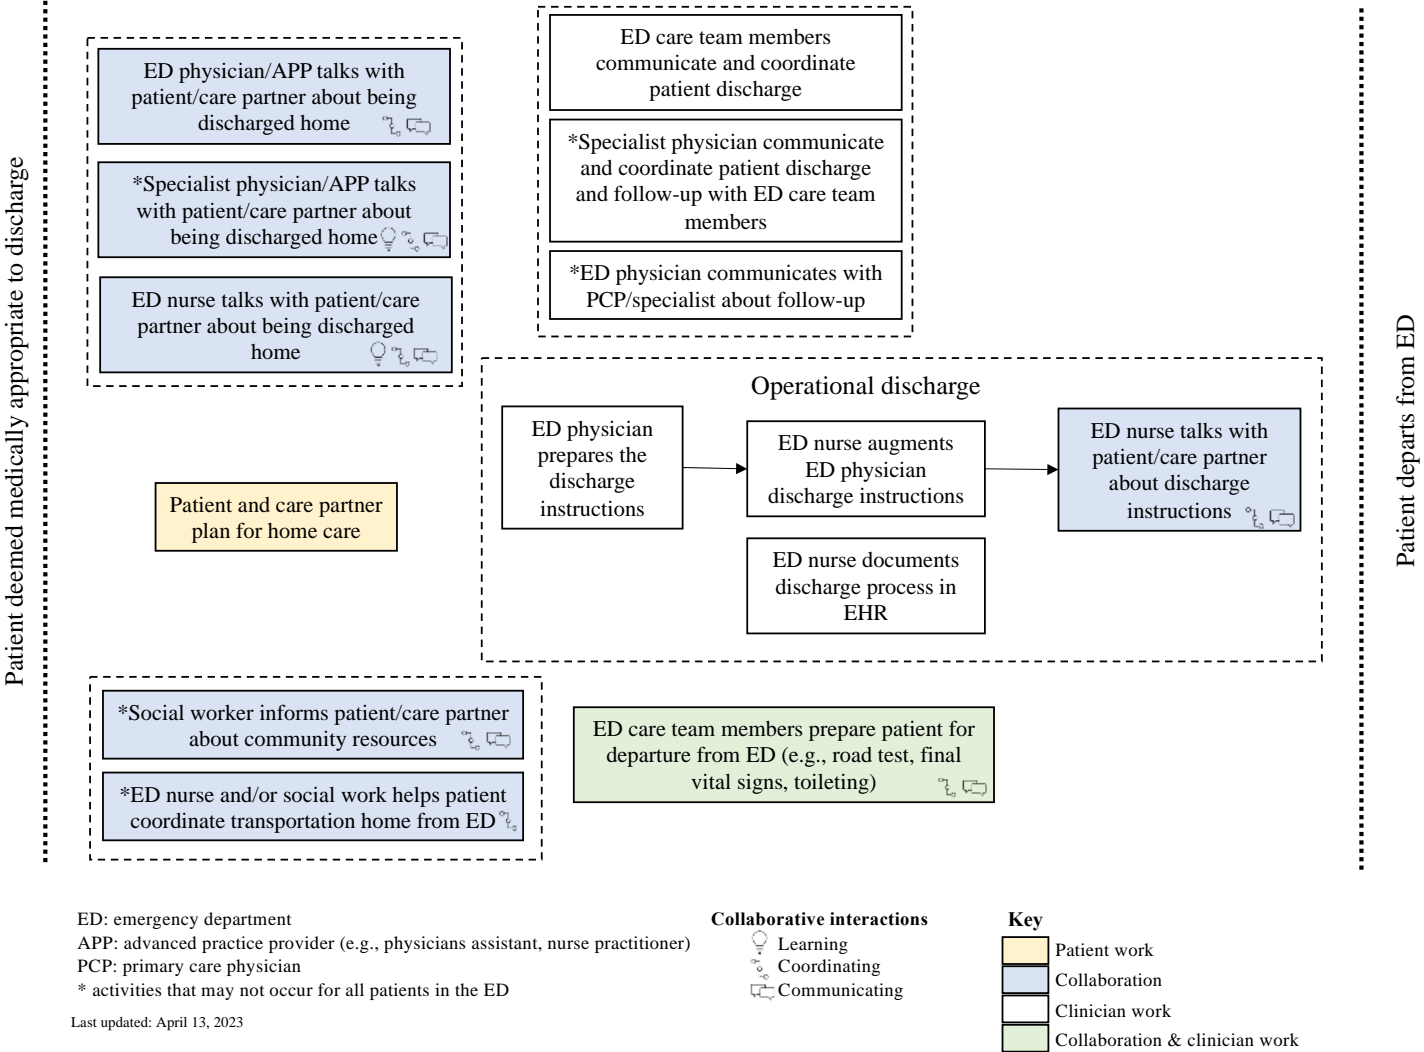 Patient deemed medically appropriate to discharge
ED physician/APP talks with
patient/care partner about being
discharged home
*Specialist physician/APP talks
with patient/care partner about
being discharged home
ED nurse talks with patient/care
partner about being discharged
home
ED care team members
communicate and coordinate
patient discharge
*Specialist physician communicate
and coordinate patient discharge
and follow-up with ED care team
members
*ED physician communicates with
PCP/specialist about follow-up
Operational discharge
ED physician
prepares the
discharge
instructions
ED nurse augments
ED physician
discharge instructions
ED nurse talks with
patient/care partner
about discharge
instructions
ED nurse documents
discharge process in
EHR
Patient and care partner
plan for home care
*Social worker informs patient/care partner
about community resources
*ED nurse and/or social work helps patient
coordinate transportation home from ED
ED care team members prepare patient for
departure from ED (e.g., road test, final
vital signs, toileting)
Patient departs from ED
ED: emergency department
APP: advanced practice provider (e.g., physicians assistant, nurse practitioner)
PCP: primary care physician
* activities that may not occur for all patients in the ED
Last updated: April 13, 2023
Collaborative interactions
Learning
Coordinating
Communicating
Key
Patient work
Collaboration
Clinician work
Collaboration & clinician work